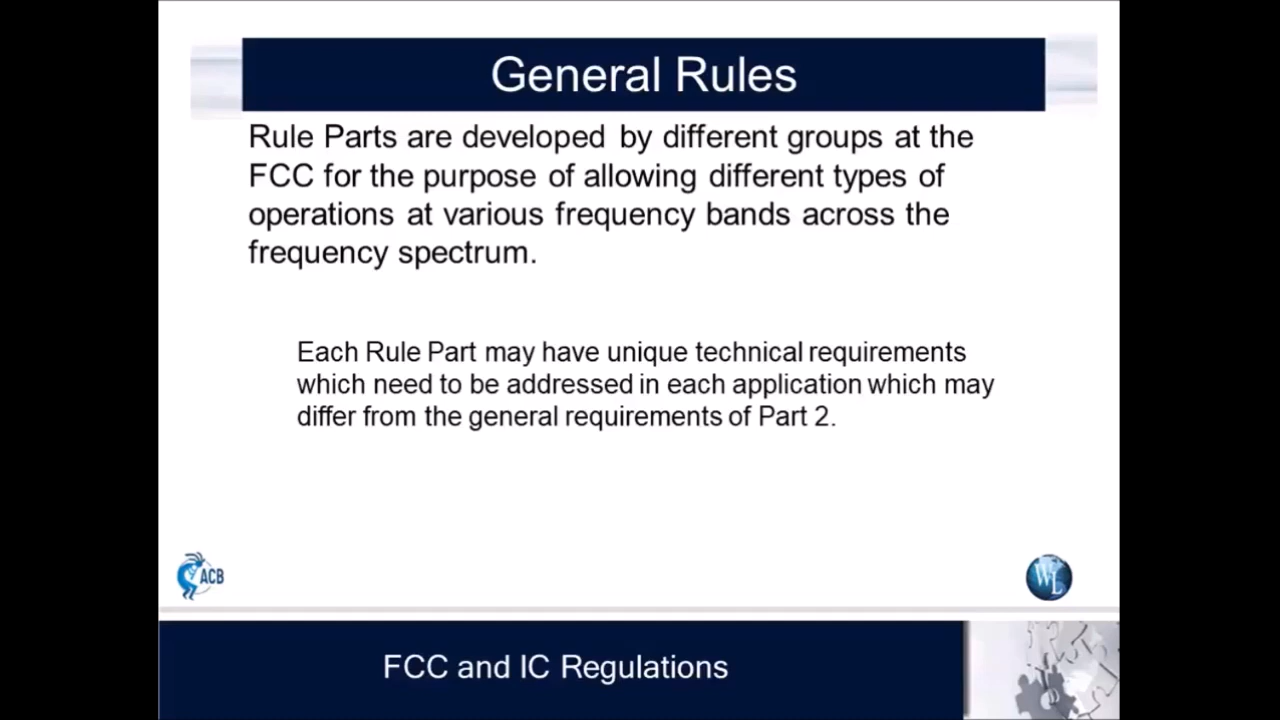 General Rules
Rule Parts are developed by different groups at the
FCC for the purpose of allowing different types of
operations at various frequency bands across the
frequency spectrum.
Each Rule Part may have unique technical requirements
which need to be addressed in each application which may
differ from the general requirements of Part 2.
ACB
WL
FCC and IC Regulations